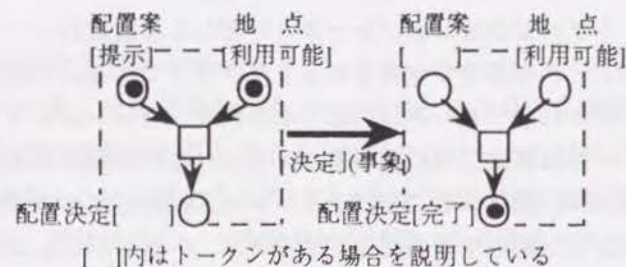 配置案 地 点
[提示] [利用可能]
[決定](事象)
配置決定[ ]
配置案 地 点
[ ] [利用可能]
配置決定[完了]
[ ]内はトークンがある場合を説明している